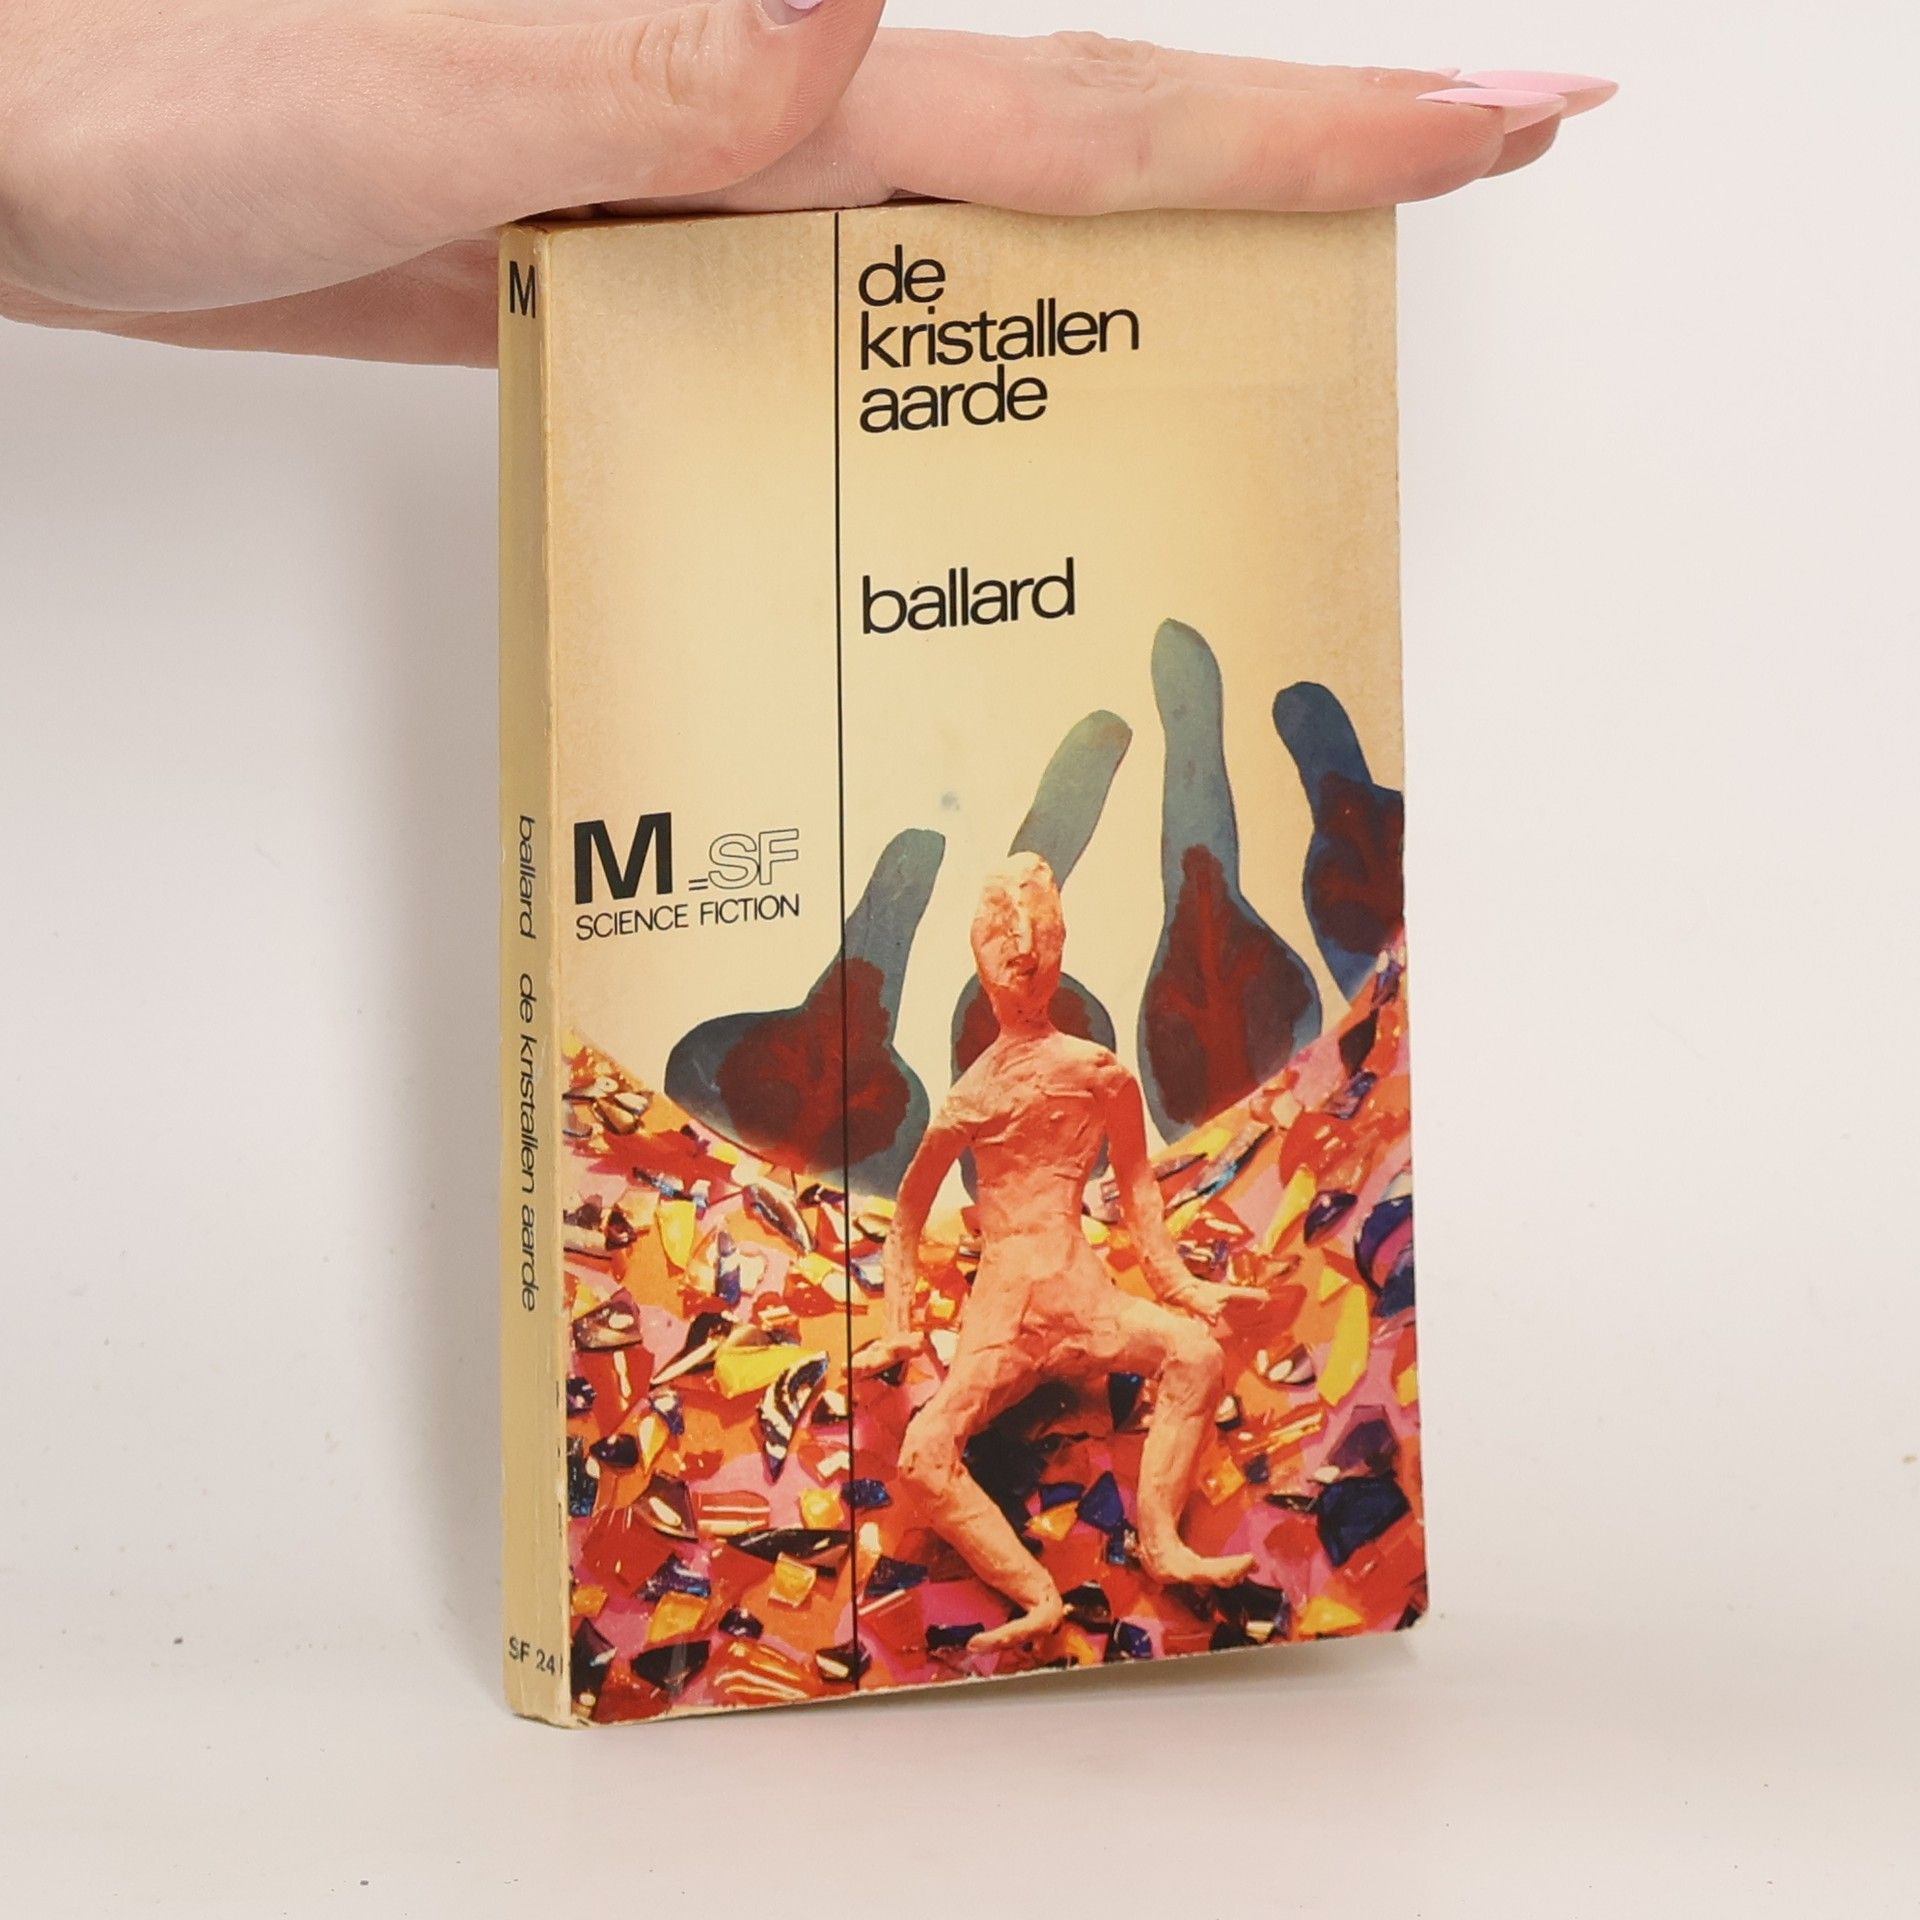 de
kristallen
aarde
ballard
M=SF
SCIENCE FICTION
M
ballard de kristallen aarde
SF 24